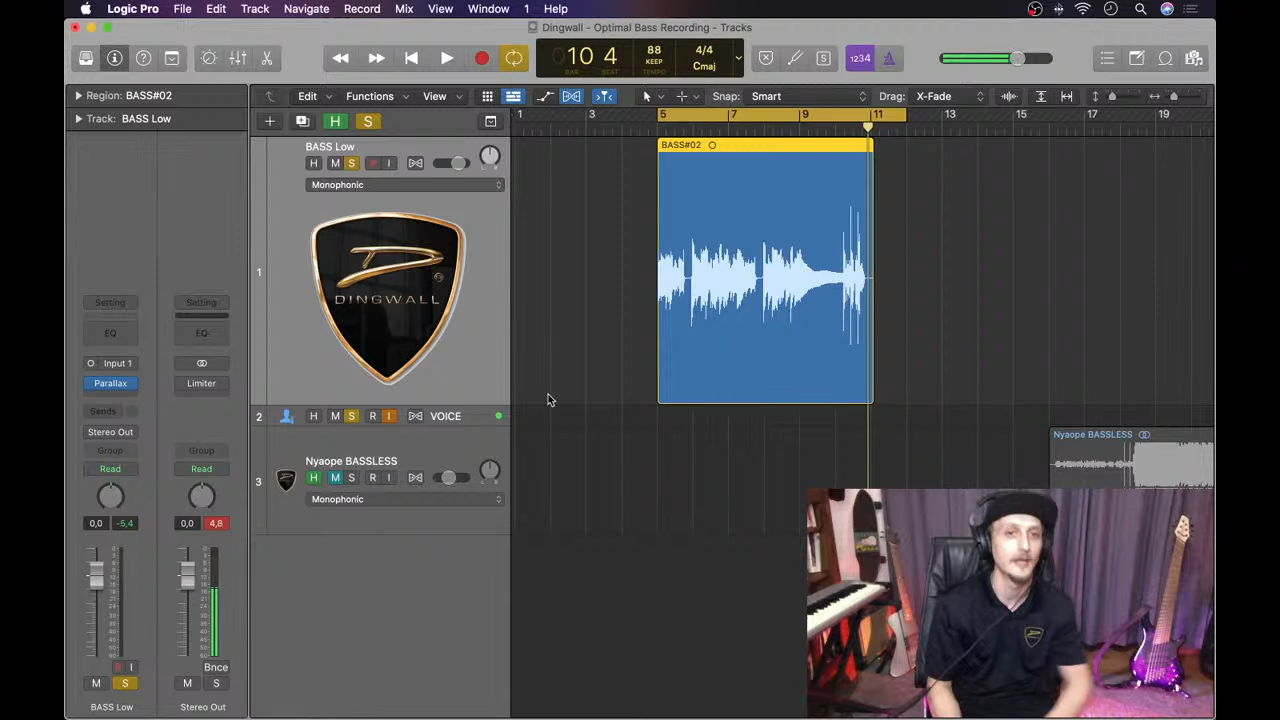 Logic Pro File Edit Track Navigate Record Mix View Window 1 Help
Dingwall - Optimal Bass Recording - Tracks
10 4 88 4/4
KEEP Cmaj
BAR BEAT TEMPO
1234
Region: BASS#02
Edit Functions View Snap: Smart Drag: X-Fade
Track: BASS Low
H S
1 3 5 7 9 11 13 15 17 19
BASS Low
H M S R I
Monophonic
BASS#02
1
DINGWALL
Setting Setting
EQ EQ
Input 1
Parallax Limiter
Sends
Stereo Out
Group Group
Read Read
2 H M S R I VOICE
Nyaope BASSLESS
3 H M S R I
Monophonic
Nyaope BASSLESS
0,0 -5,4 0,0 4,8
R I Bnce
M S M S
BASS Low Stereo Out